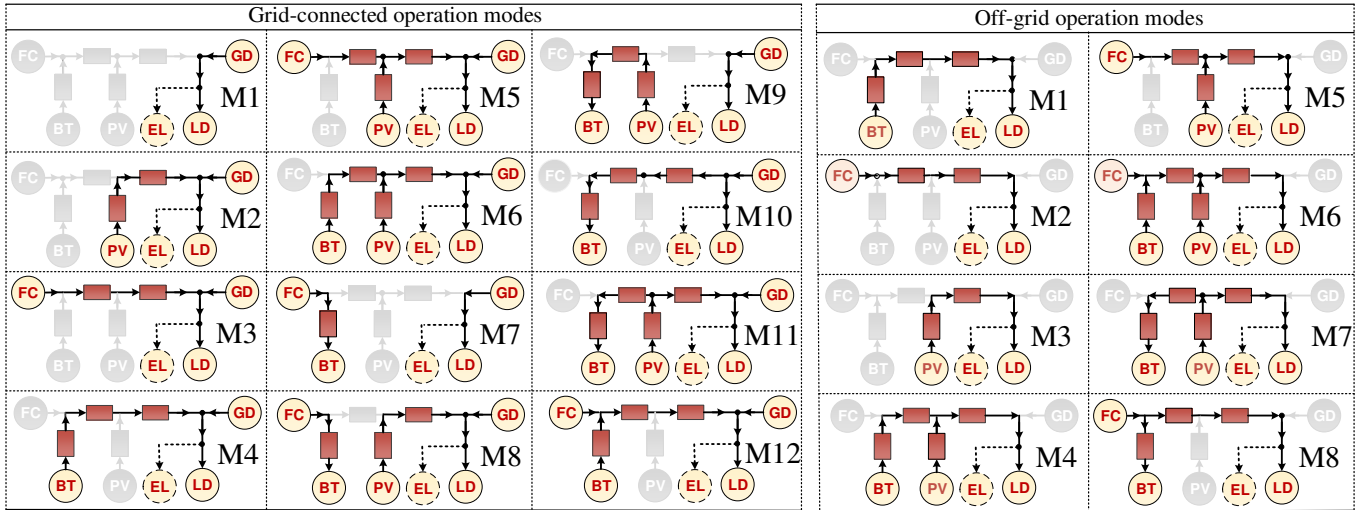 Grid-connected operation modes
Off-grid operation modes
FC GD BT PV EL LD M1
FC GD BT PV EL LD M5
FC GD BT PV EL LD M9
FC GD BT PV EL LD M1
FC GD BT PV EL LD M5
FC GD BT PV EL LD M2
FC GD BT PV EL LD M6
FC GD BT PV EL LD M10
FC GD BT PV EL LD M2
FC GD BT PV EL LD M6
FC GD BT PV EL LD M3
FC GD BT PV EL LD M7
FC GD BT PV EL LD M11
FC GD BT PV EL LD M3
FC GD BT PV EL LD M7
FC GD BT PV EL LD M4
FC GD BT PV EL LD M8
FC GD BT PV EL LD M12
FC GD BT PV EL LD M4
FC GD BT PV EL LD M8